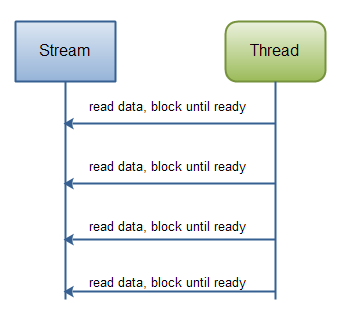 Stream
Thread
read data, block until ready
read data, block until ready
read data, block until ready
read data, block until ready